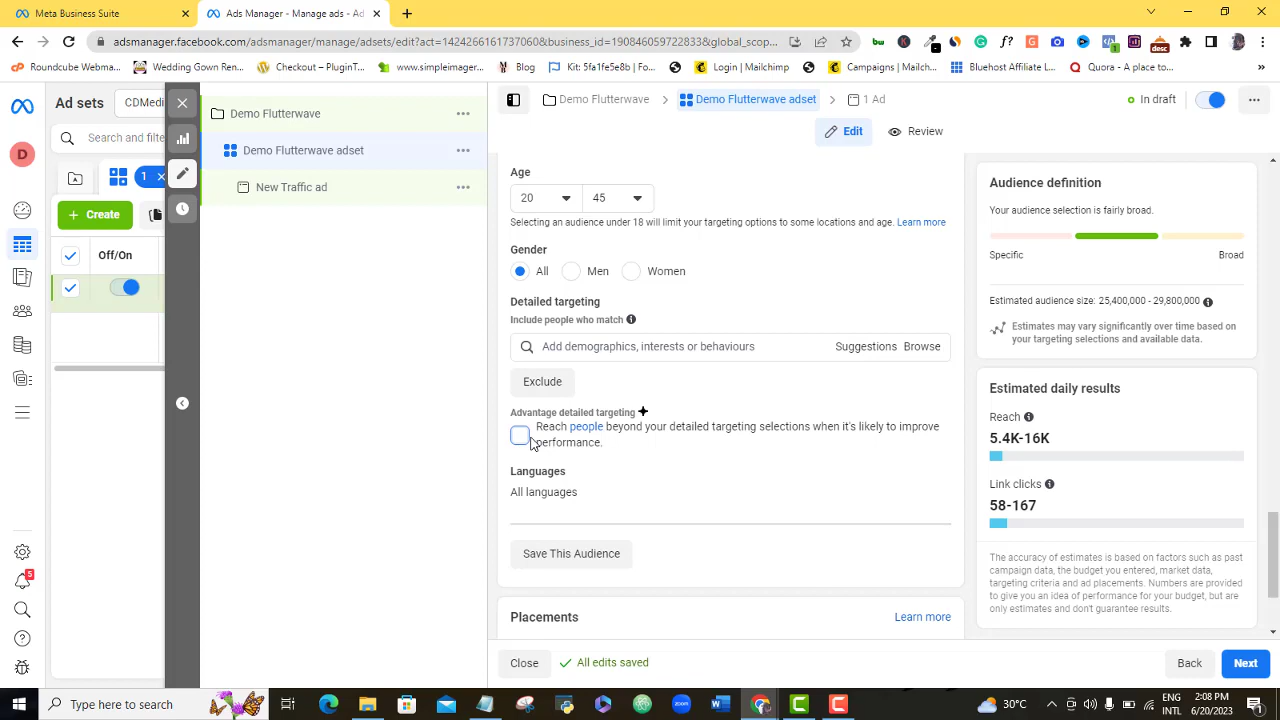 Meta Business Suite
Ads Manager - Manage ads - Ad
adsmanager.facebook.com/adsmanager/manage/adsets/edit?act=1424266161737060&business_id=1908460597228833&global_scop...
Roundcube Webma...
Wedding Gown Ren...
Checkout – PluginT...
www.simpleimager...
Blog
Kit: 5fa1fe5e8b | Fo...
Login | Mailchimp
Campaigns | Mailch...
Bluehost Affiliate L...
Quora - A place to...
Ad sets
CDMedi
Search and filter
1
Create
Off/On
D
5
Demo Flutterwave
Demo Flutterwave adset
New Traffic ad
Demo Flutterwave
Demo Flutterwave adset
1 Ad
In draft
Edit
Review
Age
20
45
Selecting an audience under 18 will limit your targeting options to some locations and age. Learn more
Gender
All
Men
Women
Detailed targeting
Include people who match
Add demographics, interests or behaviours
Suggestions
Browse
Exclude
Advantage detailed targeting
Reach people beyond your detailed targeting selections when it's likely to improve
performance.
Languages
All languages
Save This Audience
Placements
Learn more
Close
All edits saved
Back
Next
Audience definition
Your audience selection is fairly broad.
Specific
Broad
Estimated audience size: 25,400,000 - 29,800,000
Estimates may vary significantly over time based on
your targeting selections and available data.
Estimated daily results
Reach
5.4K-16K
Link clicks
58-167
The accuracy of estimates is based on factors such as past
campaign data, the budget you entered, market data,
targeting criteria and ad placements. Numbers are provided
to give you an idea of performance for your budget, but are
only estimates and don't guarantee results.
Type here to search
30°C
ENG
INTL
2:08 PM
6/20/2023